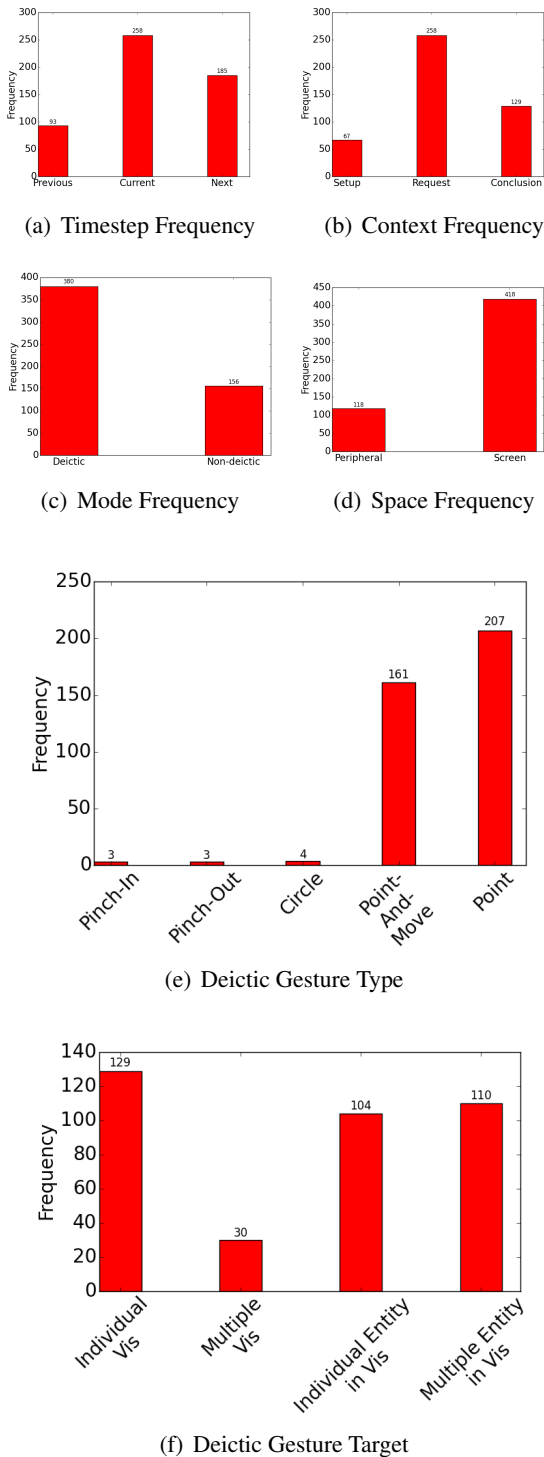 300
250
200
150
100
50
0
Frequency
93
258
185
Previous Current Next
(a) Timestep Frequency
300
250
200
150
100
50
0
Frequency
67
258
129
Setup Request Conclusion
(b) Context Frequency
400
350
300
250
200
150
100
50
0
Frequency
380
156
Deictic Non-deictic
(c) Mode Frequency
450
400
350
300
250
200
150
100
50
0
Frequency
118
418
Peripheral Screen
(d) Space Frequency
250
200
150
100
50
0
Frequency
3
3
4
161
207
Pinch-In
Pinch-Out
Circle
Point-
And-
Move
Point
(e) Deictic Gesture Type
140
120
100
80
60
40
20
0
Frequency
129
30
104
110
Individual
Vis
Multiple
Vis
Individual Entity
in Vis
Multiple Entity
in Vis
(f) Deictic Gesture Target